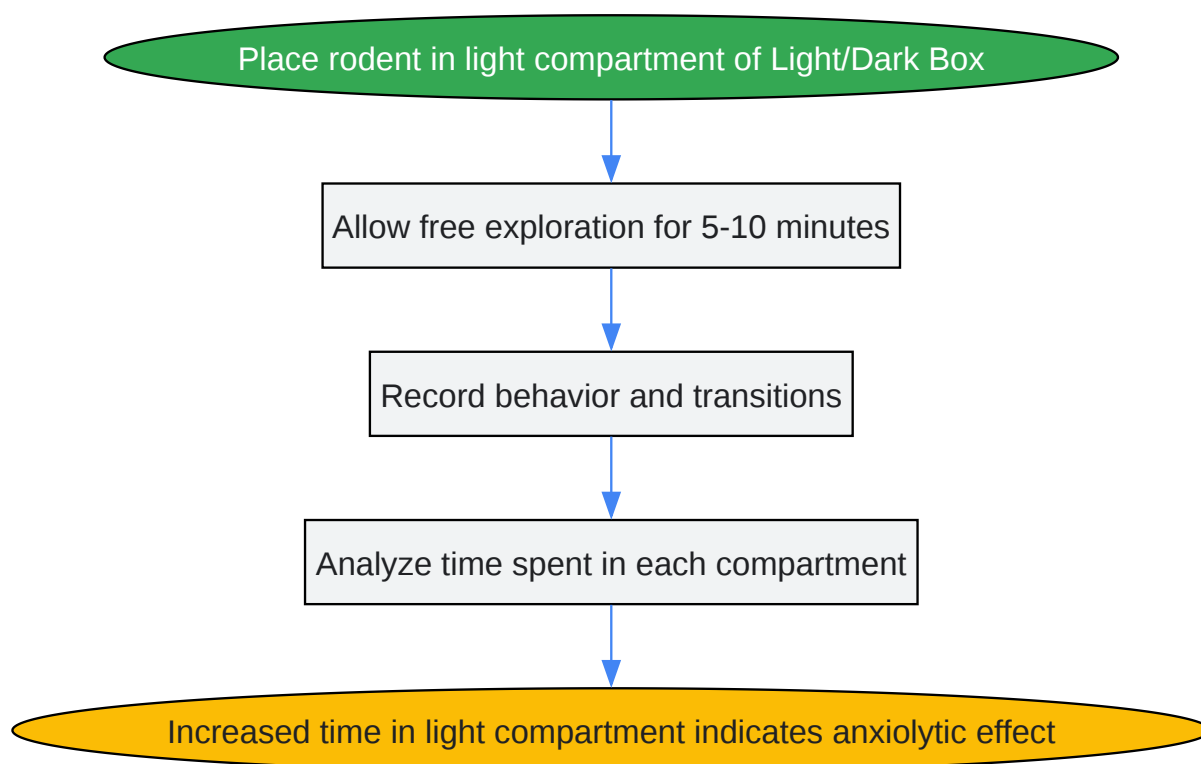 Place rodent in light compartment of Light/Dark Box
Allow free exploration for 5-10 minutes
Record behavior and transitions
Analyze time spent in each compartment
Increased time in light compartment indicates anxiolytic effect